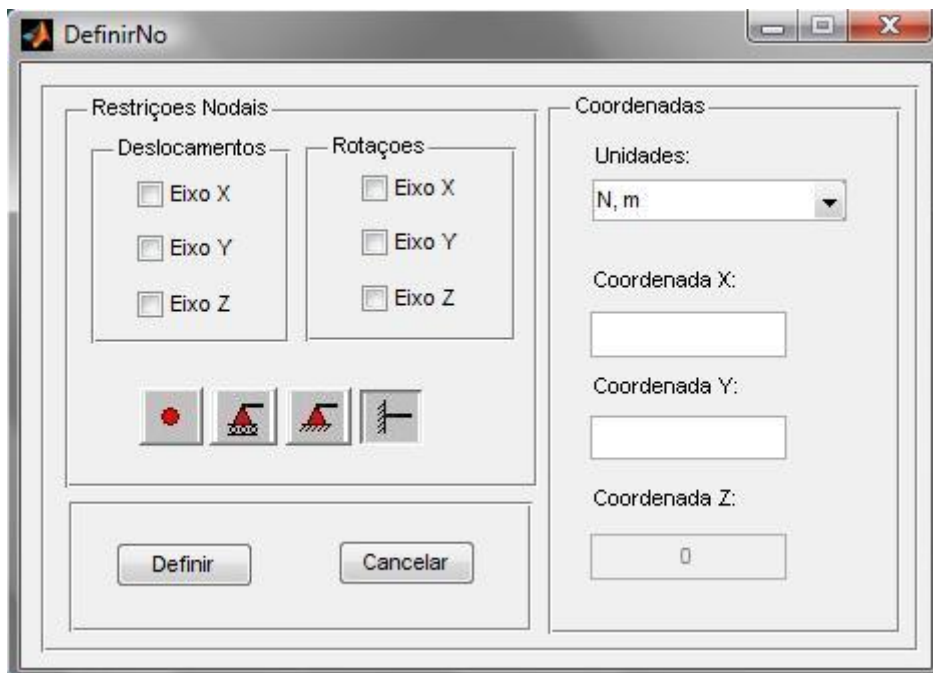 DefinirNo
Restriçoes Nodais
Deslocamentos
Eixo X
Eixo Y
Eixo Z
Rotaçoes
Eixo X
Eixo Y
Eixo Z
Definir
Cancelar
Coordenadas
Unidades:
N, m
Coordenada X:
Coordenada Y:
Coordenada Z:
0